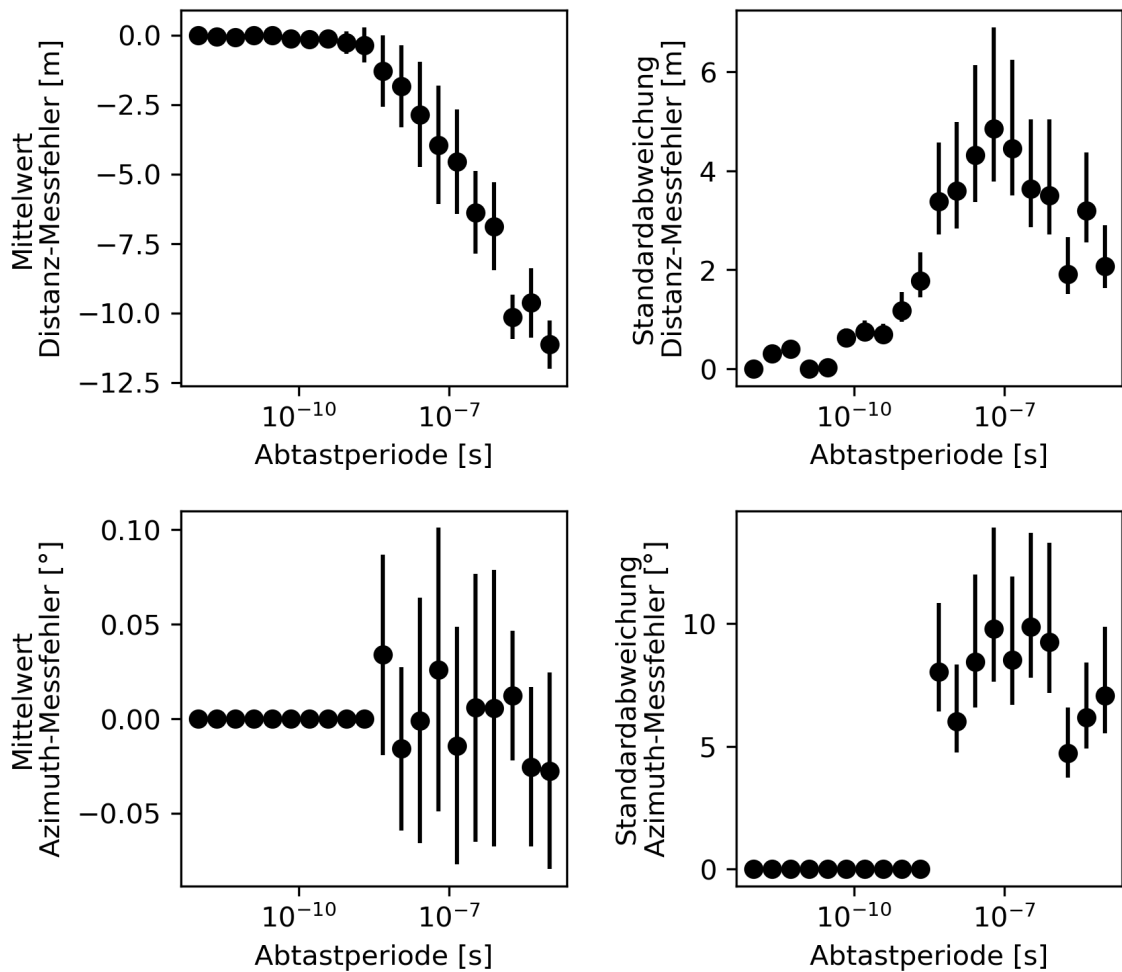 Mittelwert
Distanz-Messfehler [m]
0.0
−2.5
−5.0
−7.5
−10.0
−12.5
10⁻¹⁰
10⁻⁷
Abtastperiode [s]
Standardabweichung
Distanz-Messfehler [m]
6
4
2
0
10⁻¹⁰
10⁻⁷
Abtastperiode [s]
Mittelwert
Azimuth-Messfehler [°]
0.10
0.05
0.00
−0.05
10⁻¹⁰
10⁻⁷
Abtastperiode [s]
Standardabweichung
Azimuth-Messfehler [°]
10
5
0
10⁻¹⁰
10⁻⁷
Abtastperiode [s]